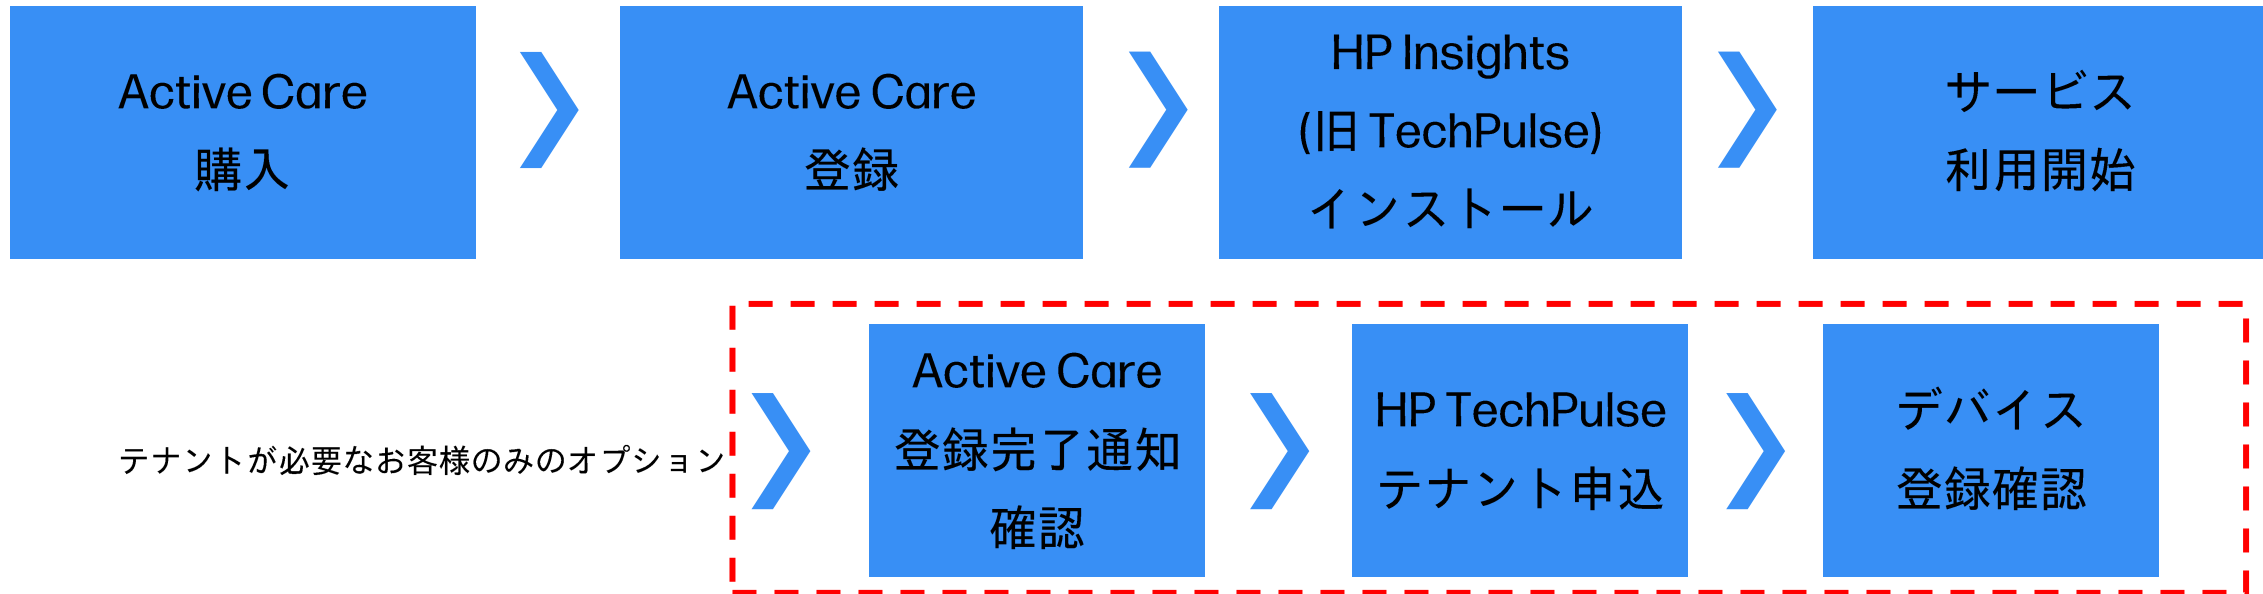 Active Care
購入
Active Care
登録
HP Insights
(旧 TechPulse)
インストール
サービス
利用開始
テナントが必要なお客様のみのオプション
Active Care
登録完了通知
確認
HP TechPulse
テナント申込
デバイス
登録確認